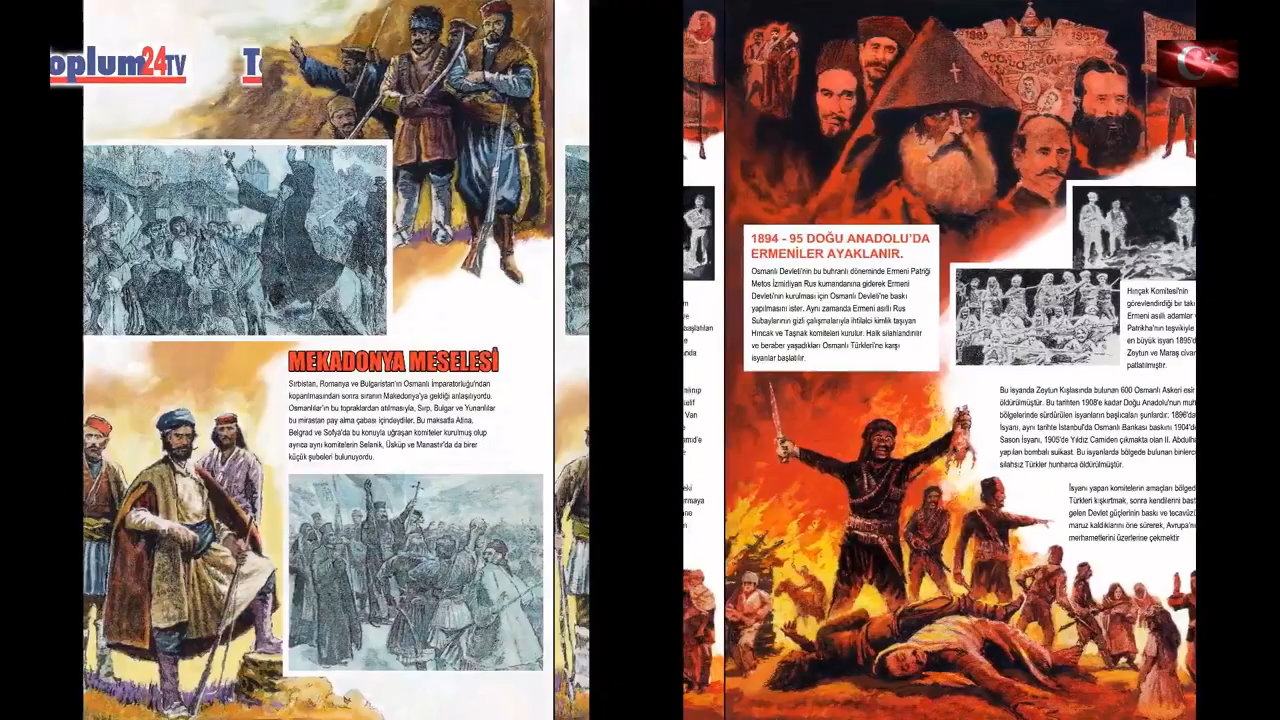 oplum24TV
MEKADONYA MESELESİ
Sırbistan, Romanya ve Bulgaristan'ın Osmanlı İmparatorluğu'ndan
kopanılmasından sonra sıranın Makedonya'ya gektiği anlaşılıyordu.
Osmanlılar'ın bu topraklardan atılmasıyla, Sırp, Bulgar ve Yunanlılar
bu mirastan pay alma çabası içindeydiler. Bu maksatla Atina,
Belgrad ve Sofya'da bu konuyla uğraşan komiteler kurulmuş olup
ayrıca aynı komitelerin Selanik, Üsküp ve Manastır'da da birer
küçük şubeleri bulunuyordu.
1894 - 95 DOĞU ANADOLU'DA
ERMENİLER AYAKLANIR.
Osmanlı Devleti'nin bu buhranlı döneminde Ermeni Patriği
Metos İzmirliyan Rus kumandanına giderek Ermeni
Devleti'nin kurulması için Osmanlı Devleti'ne baskı
yapılmasını ister. Aynı zamanda Ermeni asıllı Rus
Subaylarının gizli çalışmalarıyla ihtilalci kimlik taşıyan
Hıncak ve Taşnak komiteleri kurulur. Halk silahlandırılır
ve beraber yaşadıkları Osmanlı Türkleri'ne karşı
isyanlar başlatılır.
Hınçak Komitesi'nin
görevlendirdiği bir takı
Ermeni asıllı adamlar
Patrikha'nın teşvikiyle
en büyük isyan 1895'd
Zeytun ve Maraş civar
patlatılmıştır.
Bu isyanda Zeytun Kışlasında bulunan 600 Osmanlı Askeri esir
öldürülmüştür. Bu tarihten 1908'e kadar Doğu Anadolu'nun muh
bölgelerinde sürdürülen isyanların başlıcaları şunlardır: 1896'da
İsyanı, aynı tarihte İstanbul'da Osmanlı Bankası baskını 1904'd
Sason İsyanı, 1905'de Yıldız Camiden çıkmakta olan II. Abdulha
yapılan bombalı suikast. Bu isyanlarda bölgede bulunan binlerc
silahsız Türkler hunharca öldürülmüştür.
İsyanı yapan komitelerin amaçları bölged
Türkleri kışkırtmak, sonra kendilerini bast
gelen Devlet güçlerinin baskı ve tecavüzü
maruz kaldıklarını öne sürerek, Avrupa'nı
merhametlerini üzerlerine çekmektir